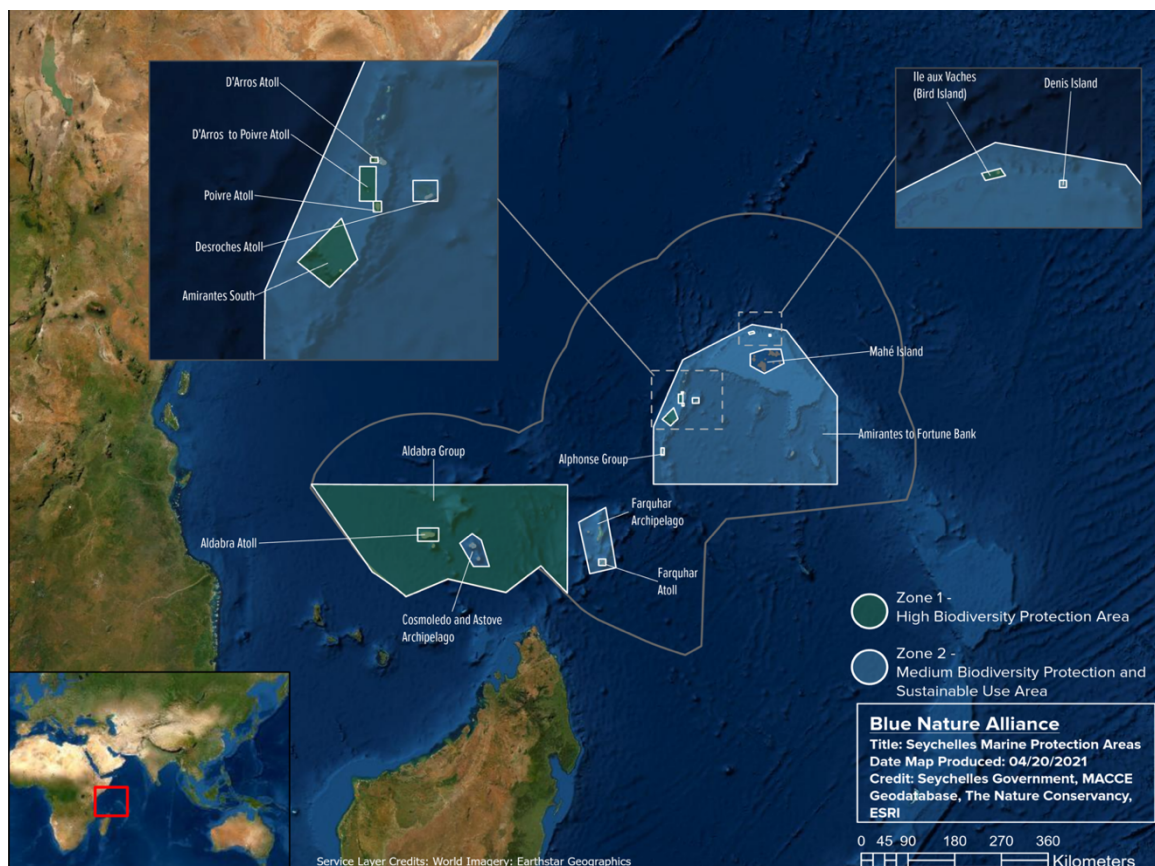 D'Arros Atoll
D'Arros to Poivre Atoll
Poivre Atoll
Desroches Atoll
Amirantes South
Ile aux Vaches
(Bird Island)
Denis Island
Mahé Island
Amirantes to Fortune Bank
Alphonse Group
Aldabra Group
Farquhar
Archipelago
Aldabra Atoll
Farquhar
Atoll
Cosmoledo and Astove
Archipelago
Zone 1 -
High Biodiversity Protection Area
Zone 2 -
Medium Biodiversity Protection and
Sustainable Use Area
Blue Nature Alliance
Title: Seychelles Marine Protection Areas
Date Map Produced: 04/20/2021
Credit: Seychelles Government, MACCE
Geodatabase, The Nature Conservancy,
ESRI
0 45 90 180 270 360
Kilometers
Service Layer Credits: World Imagery: Earthstar Geographics